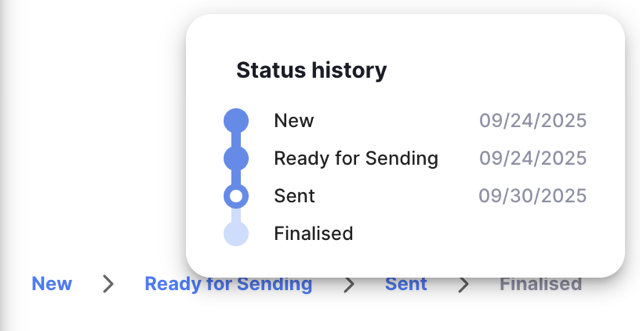 Status history
New 09/24/2025
Ready for Sending 09/24/2025
Sent 09/30/2025
Finalised
New > Ready for Sending > Sent > Finalised